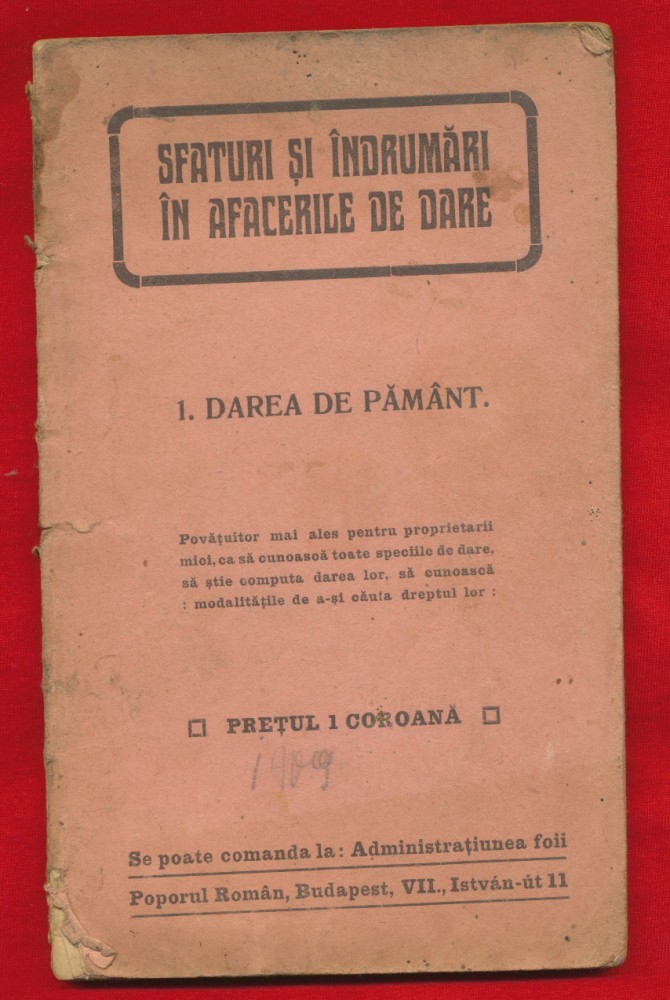 SFATURI ȘI ÎNDRUMĂRI
ÎN AFACERILE DE DARE
1. DAREA DE PĂMÂNT.
Povățuitor mai ales pentru proprietarii
mici, ca să cunoască toate speciile de dare,
să știe computa darea lor, să cunoască
: modalitățile de a-și căuta dreptul lor :
PREȚUL 1 COROANĂ
1909
Se poate comanda la: Administrațiunea foii
Poporul Român, Budapest, VII., István-út 11